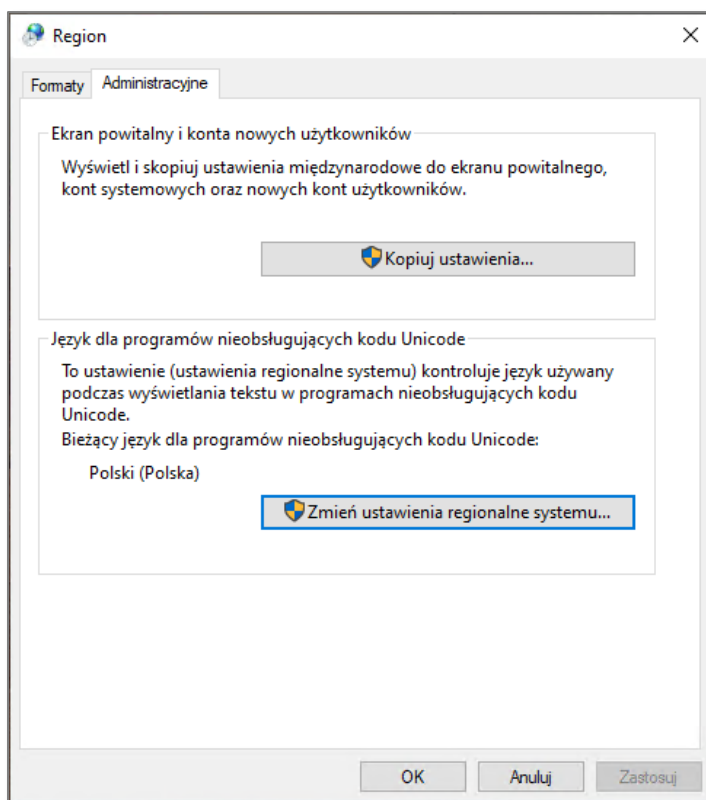 Region
Formaty
Administracyjne
Ekran powitalny i konta nowych użytkowników
Wyświetl i skopiuj ustawienia międzynarodowe do ekranu powitalnego,
kont systemowych oraz nowych kont użytkowników.
Kopiuj ustawienia...
Język dla programów nieobsługujących kodu Unicode
To ustawienie (ustawienia regionalne systemu) kontroluje język używany
podczas wyświetlania tekstu w programach nieobsługujących kodu
Unicode.
Bieżący język dla programów nieobsługujących kodu Unicode:
Polski (Polska)
Zmień ustawienia regionalne systemu...
OK
Anuluj
Zastosuj